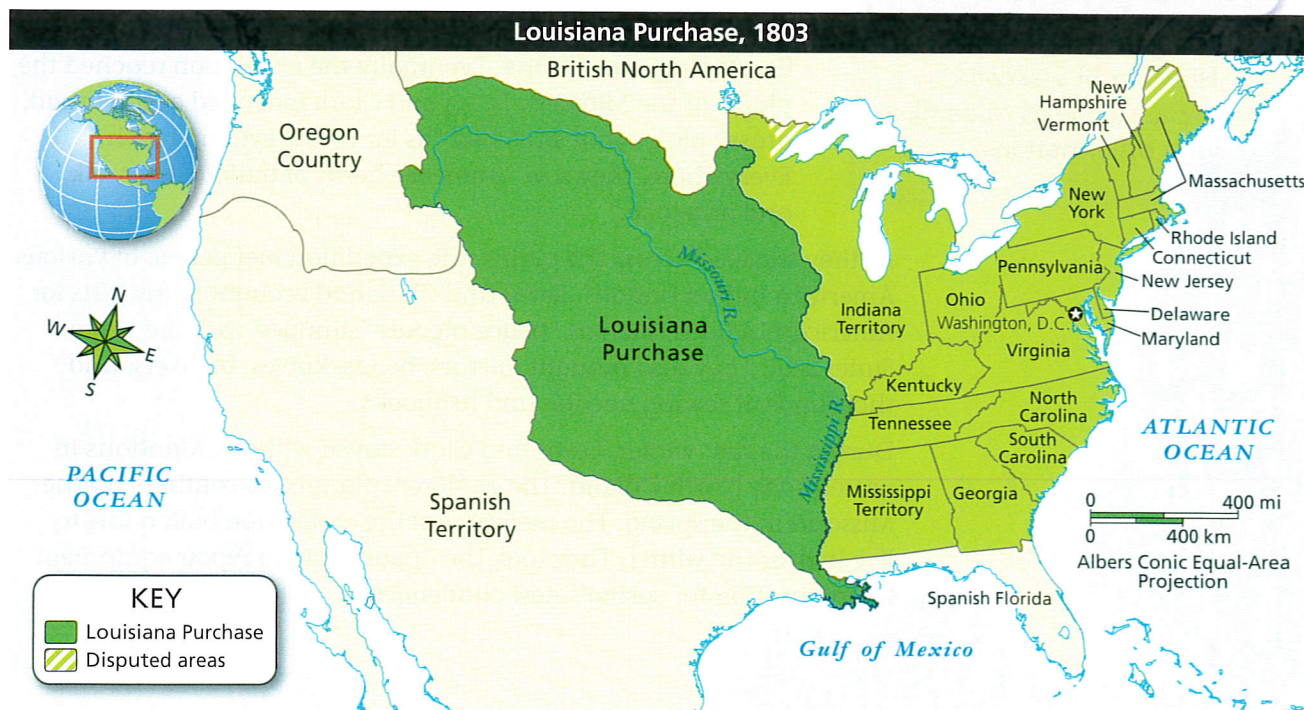 Louisiana Purchase, 1803
British North America
Oregon
Country
New
Hampshire
Vermont
Massachusetts
New
York
Rhode Island
Connecticut
Pennsylvania
New Jersey
Missouri R.
Ohio
Indiana
Territory
Washington, D.C.
Delaware
Maryland
Louisiana
Purchase
Virginia
Kentucky
North
Carolina
Tennessee
South
Carolina
Mississippi R.
Mississippi
Territory
Georgia
N
W
E
S
PACIFIC
OCEAN
Spanish
Territory
ATLANTIC
OCEAN
0 400 mi
0 400 km
Albers Conic Equal-Area
Projection
Spanish Florida
Gulf of Mexico
KEY
Louisiana Purchase
Disputed areas